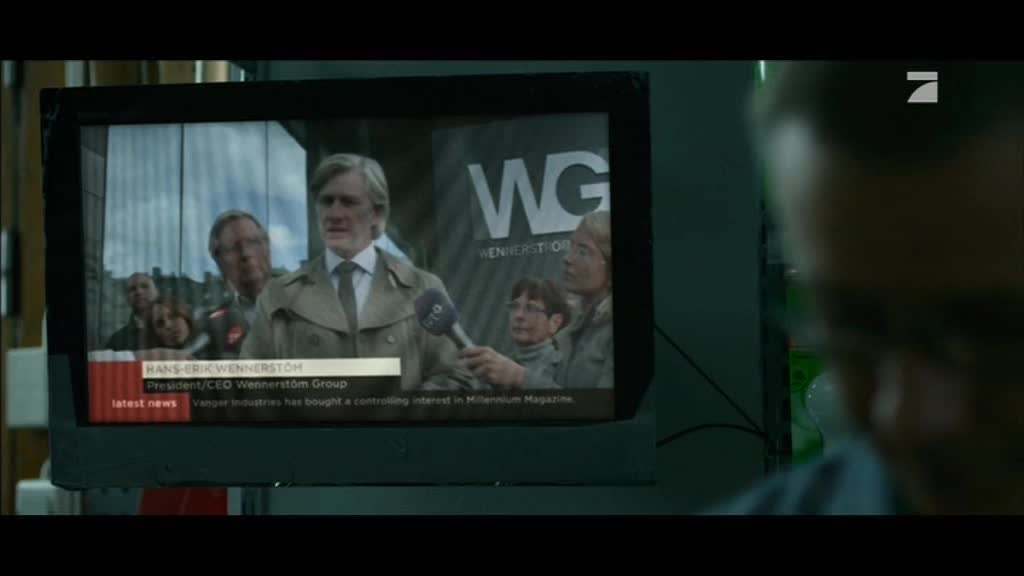 WG
WENNERSTRÖ
HANS-ERIK WENNERSTÖM
President/CEO Wennerstöm Group
latest news Vanger Industries has bought a controlling interest in Millennium Magazine.